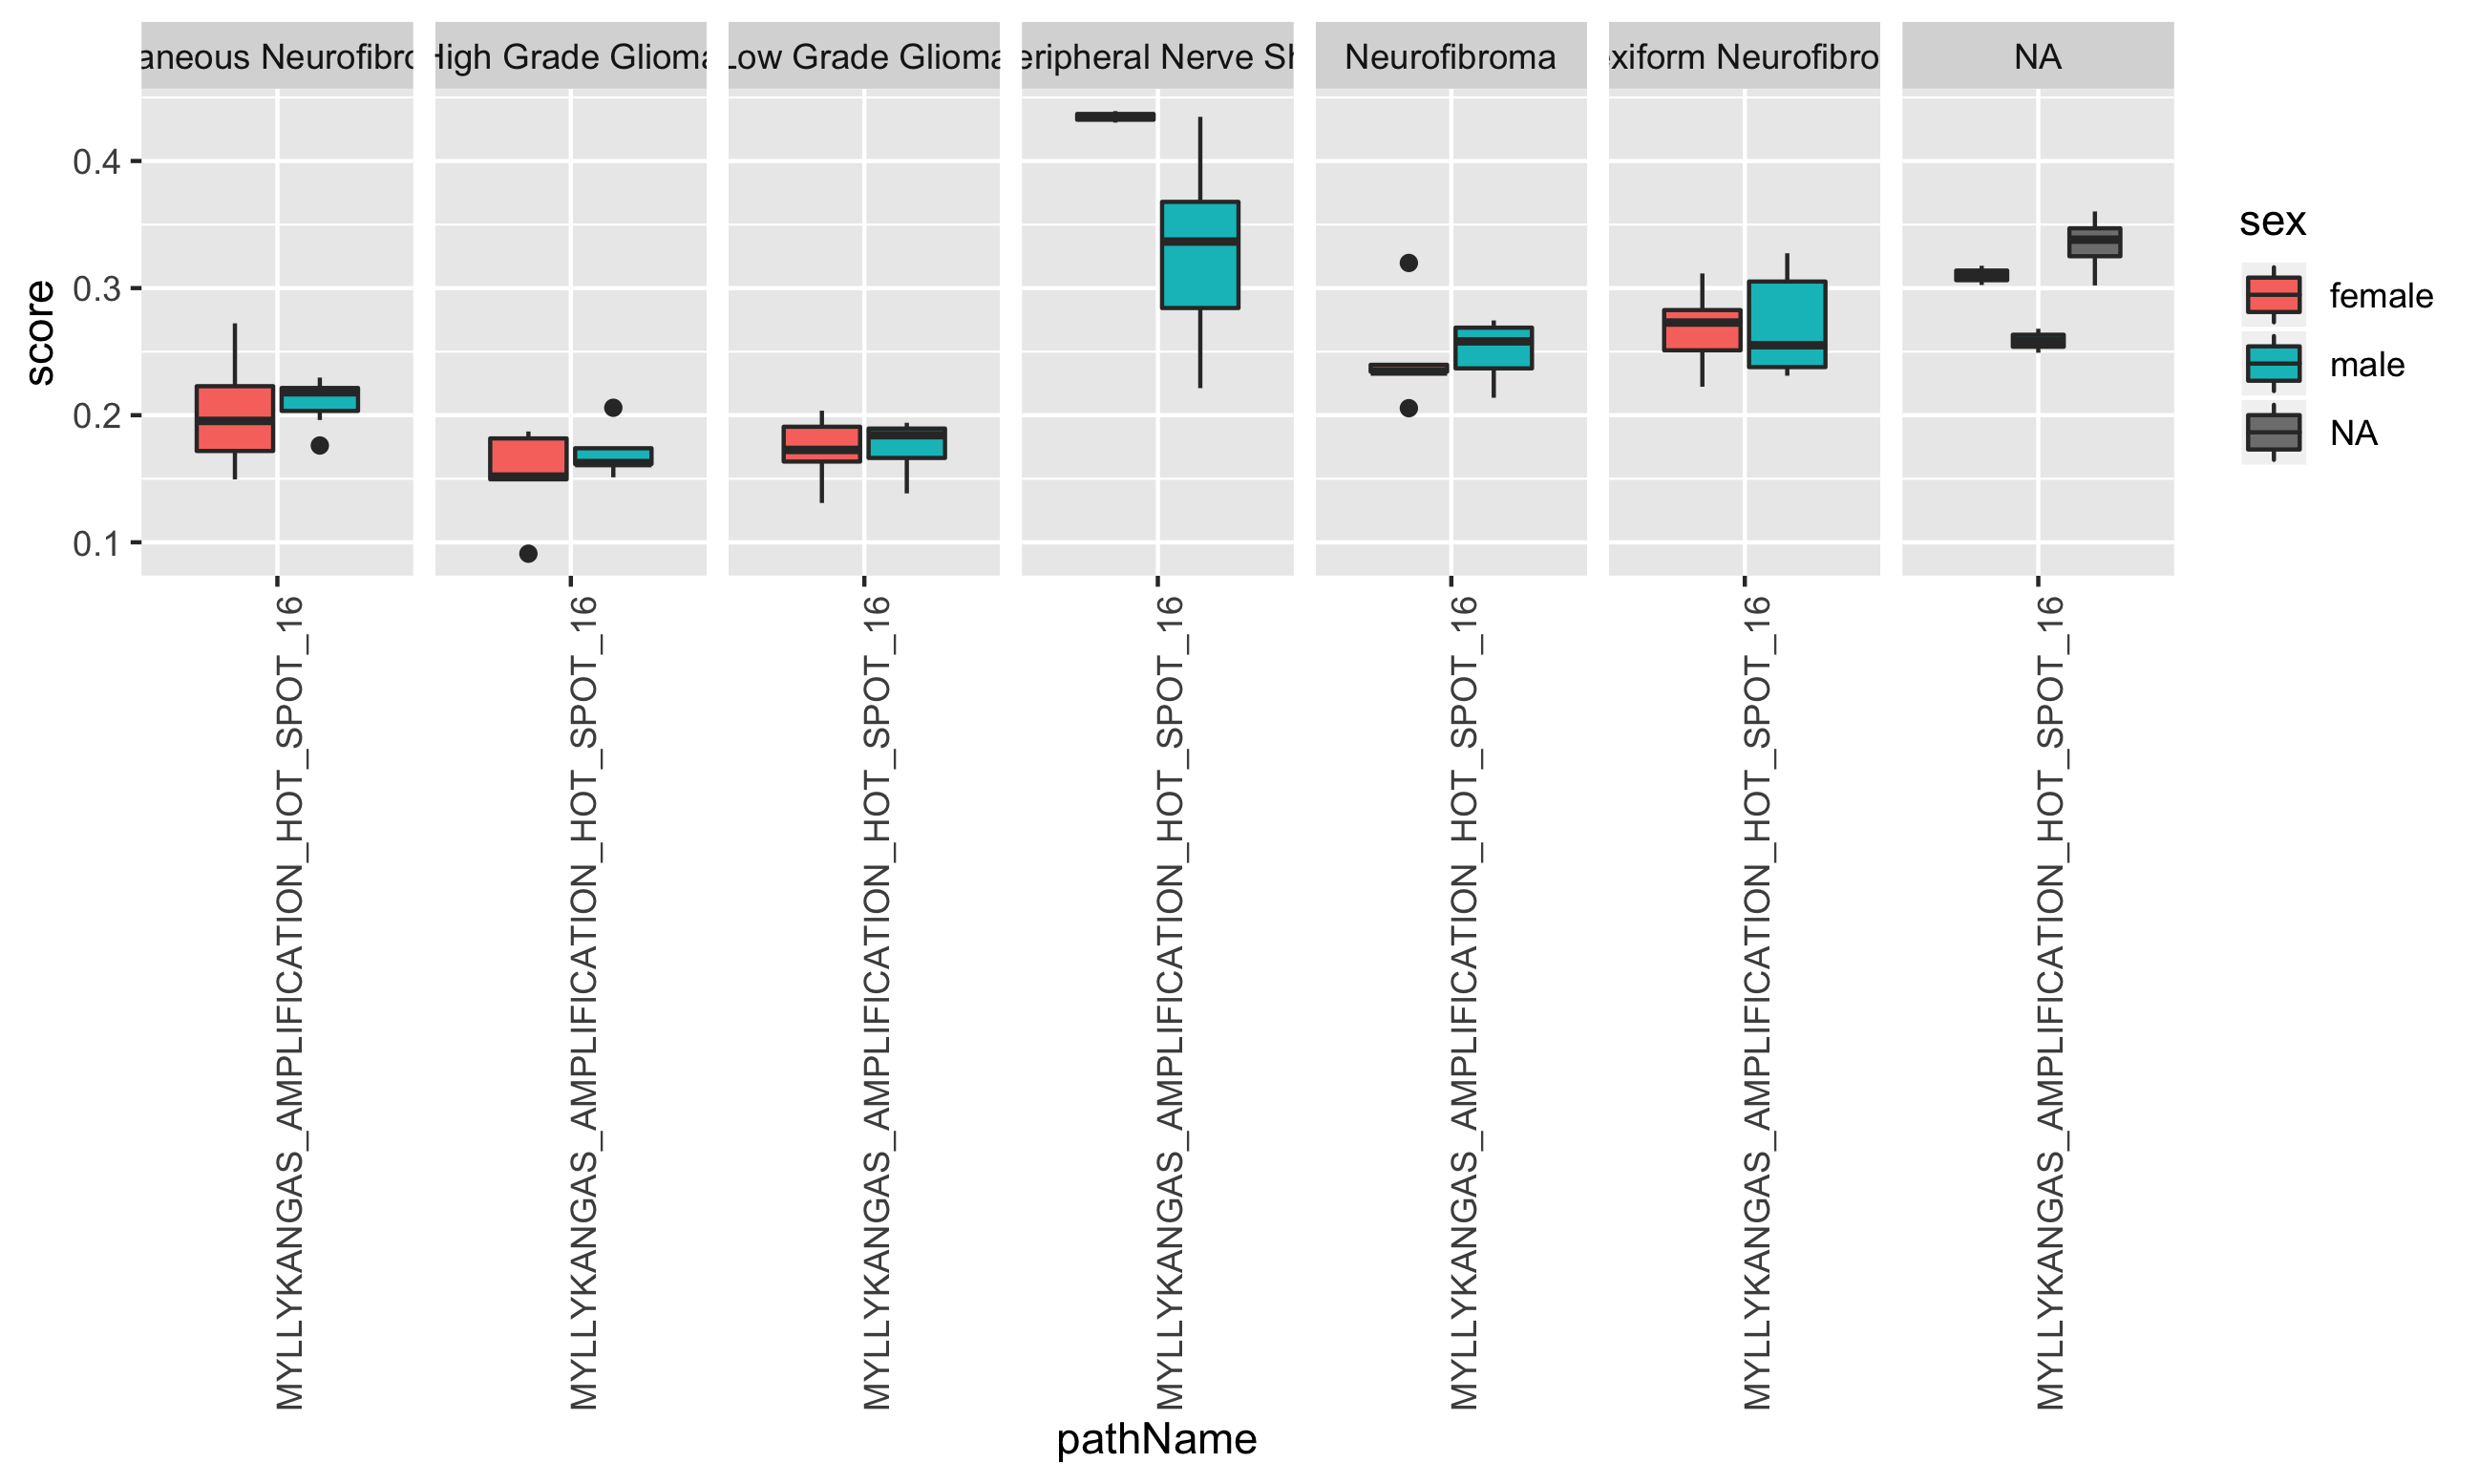 aneous Neurofibro
High Grade Glioma
Low Grade Glioma
eripheral Nerve Sh
Neurofibroma
exiform Neurofibro
NA
score
0.4
0.3
0.2
0.1
MYLLYKANGAS_AMPLIFICATION_HOT_SPOT_16
MYLLYKANGAS_AMPLIFICATION_HOT_SPOT_16
MYLLYKANGAS_AMPLIFICATION_HOT_SPOT_16
MYLLYKANGAS_AMPLIFICATION_HOT_SPOT_16
MYLLYKANGAS_AMPLIFICATION_HOT_SPOT_16
MYLLYKANGAS_AMPLIFICATION_HOT_SPOT_16
MYLLYKANGAS_AMPLIFICATION_HOT_SPOT_16
pathName
sex
female
male
NA